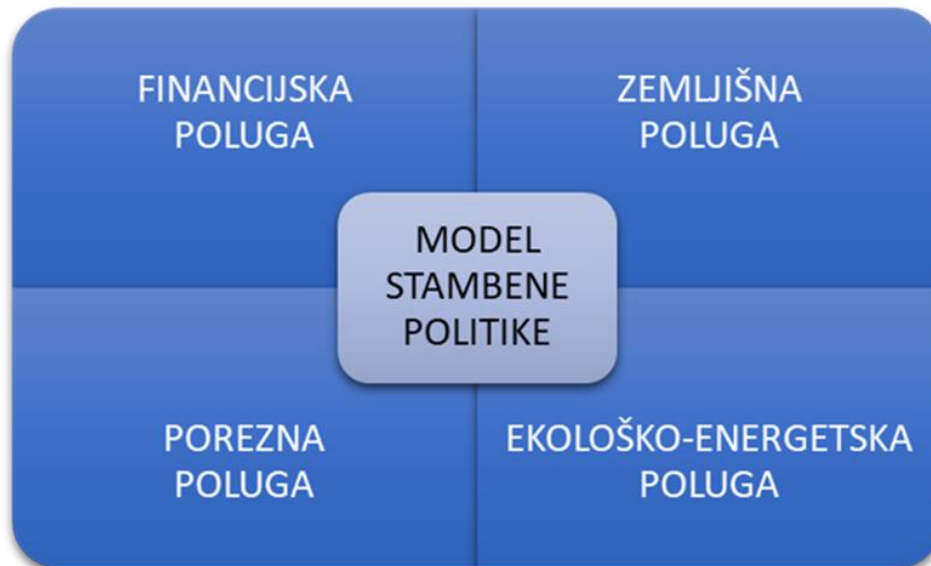 FINANCIJSKA
POLUGA
ZEMLJIŠNA
POLUGA
MODEL
STAMBENE
POLITIKE
POREZNA
POLUGA
EKOLOŠKO-ENERGETSKA
POLUGA